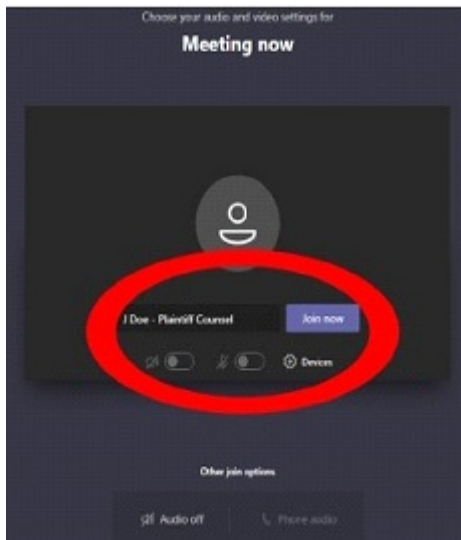 Choose your audio and video settings for
Meeting now
J Doe - Plaintiff Counsel
Join now
Devices
Other join options
Audio off
Phone audio